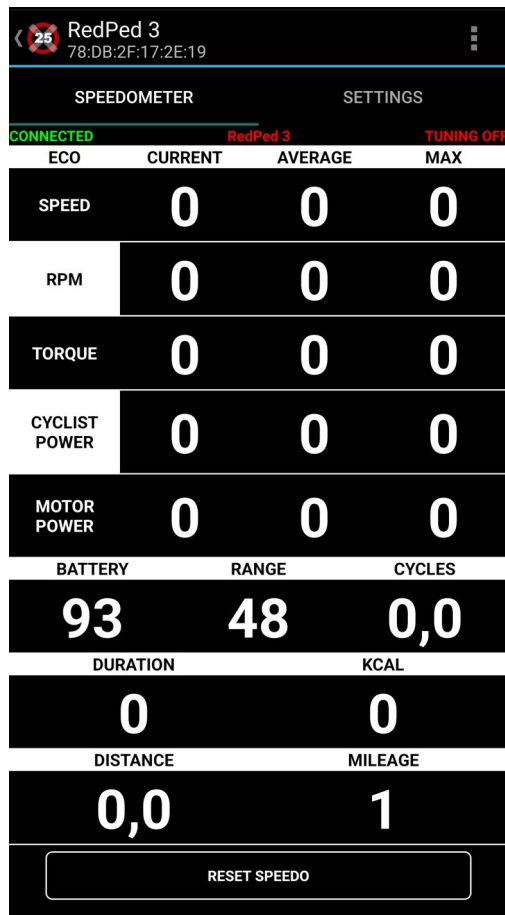 25
RedPed 3
78:DB:2F:17:2E:19
SPEEDOMETER SETTINGS
CONNECTED RedPed 3 TUNING OFF
ECO CURRENT AVERAGE MAX
SPEED 0 0 0
RPM 0 0 0
TORQUE 0 0 0
CYCLIST
POWER 0 0 0
MOTOR
POWER 0 0 0
BATTERY RANGE CYCLES
93 48 0,0
DURATION KCAL
0 0
DISTANCE MILEAGE
0,0 1
RESET SPEEDO